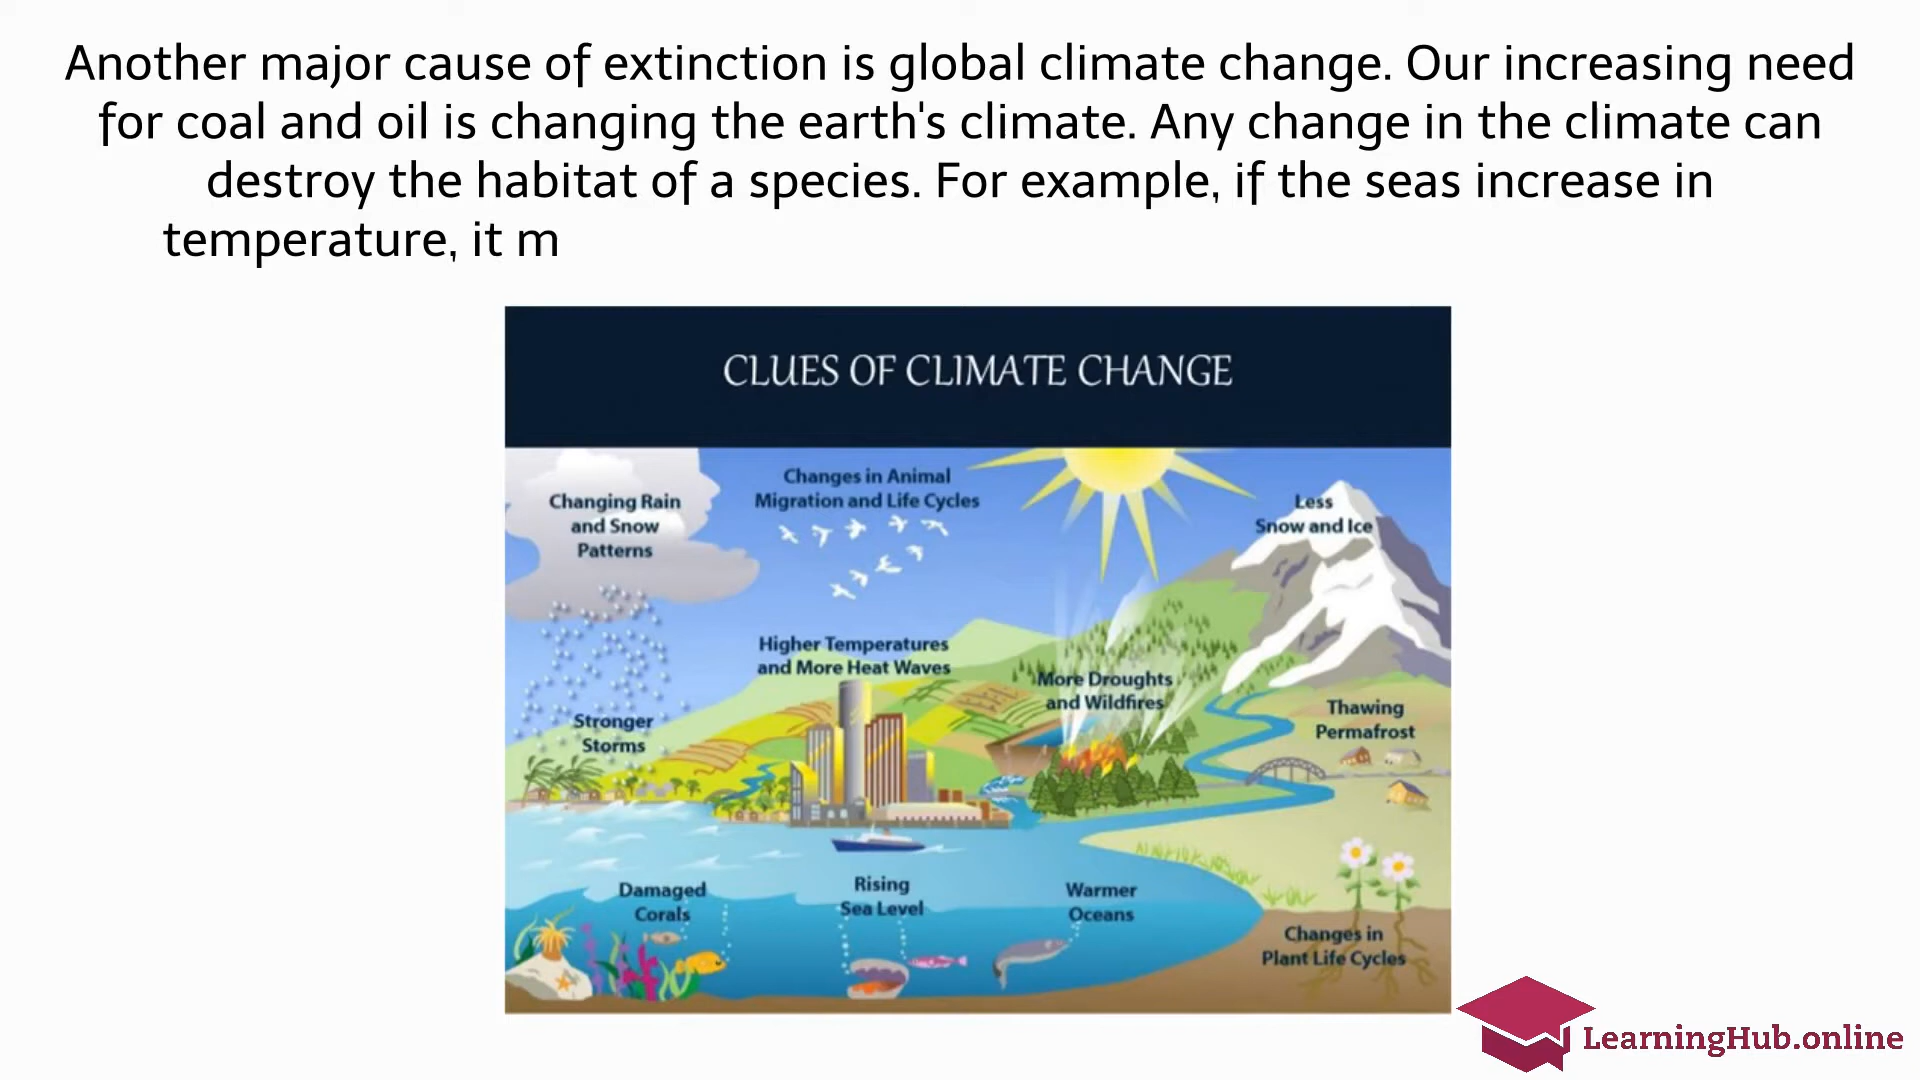 Another major cause of extinction is global climate change. Our increasing need
for coal and oil is changing the earth's climate. Any change in the climate can
destroy the habitat of a species. For example, if the seas increase in
temperature, it m
CLUES OF CLIMATE CHANGE
Changes in Animal
Migration and Life Cycles
Changing Rain
and Snow
Patterns
Less
Snow and Ice
Higher Temperatures
and More Heat Waves
More Droughts
and Wildfires
Stronger
Storms
Thawing
Permafrost
Damaged
Corals
Rising
Sea Level
Warmer
Oceans
Changes in
Plant Life Cycles
LearningHub.online